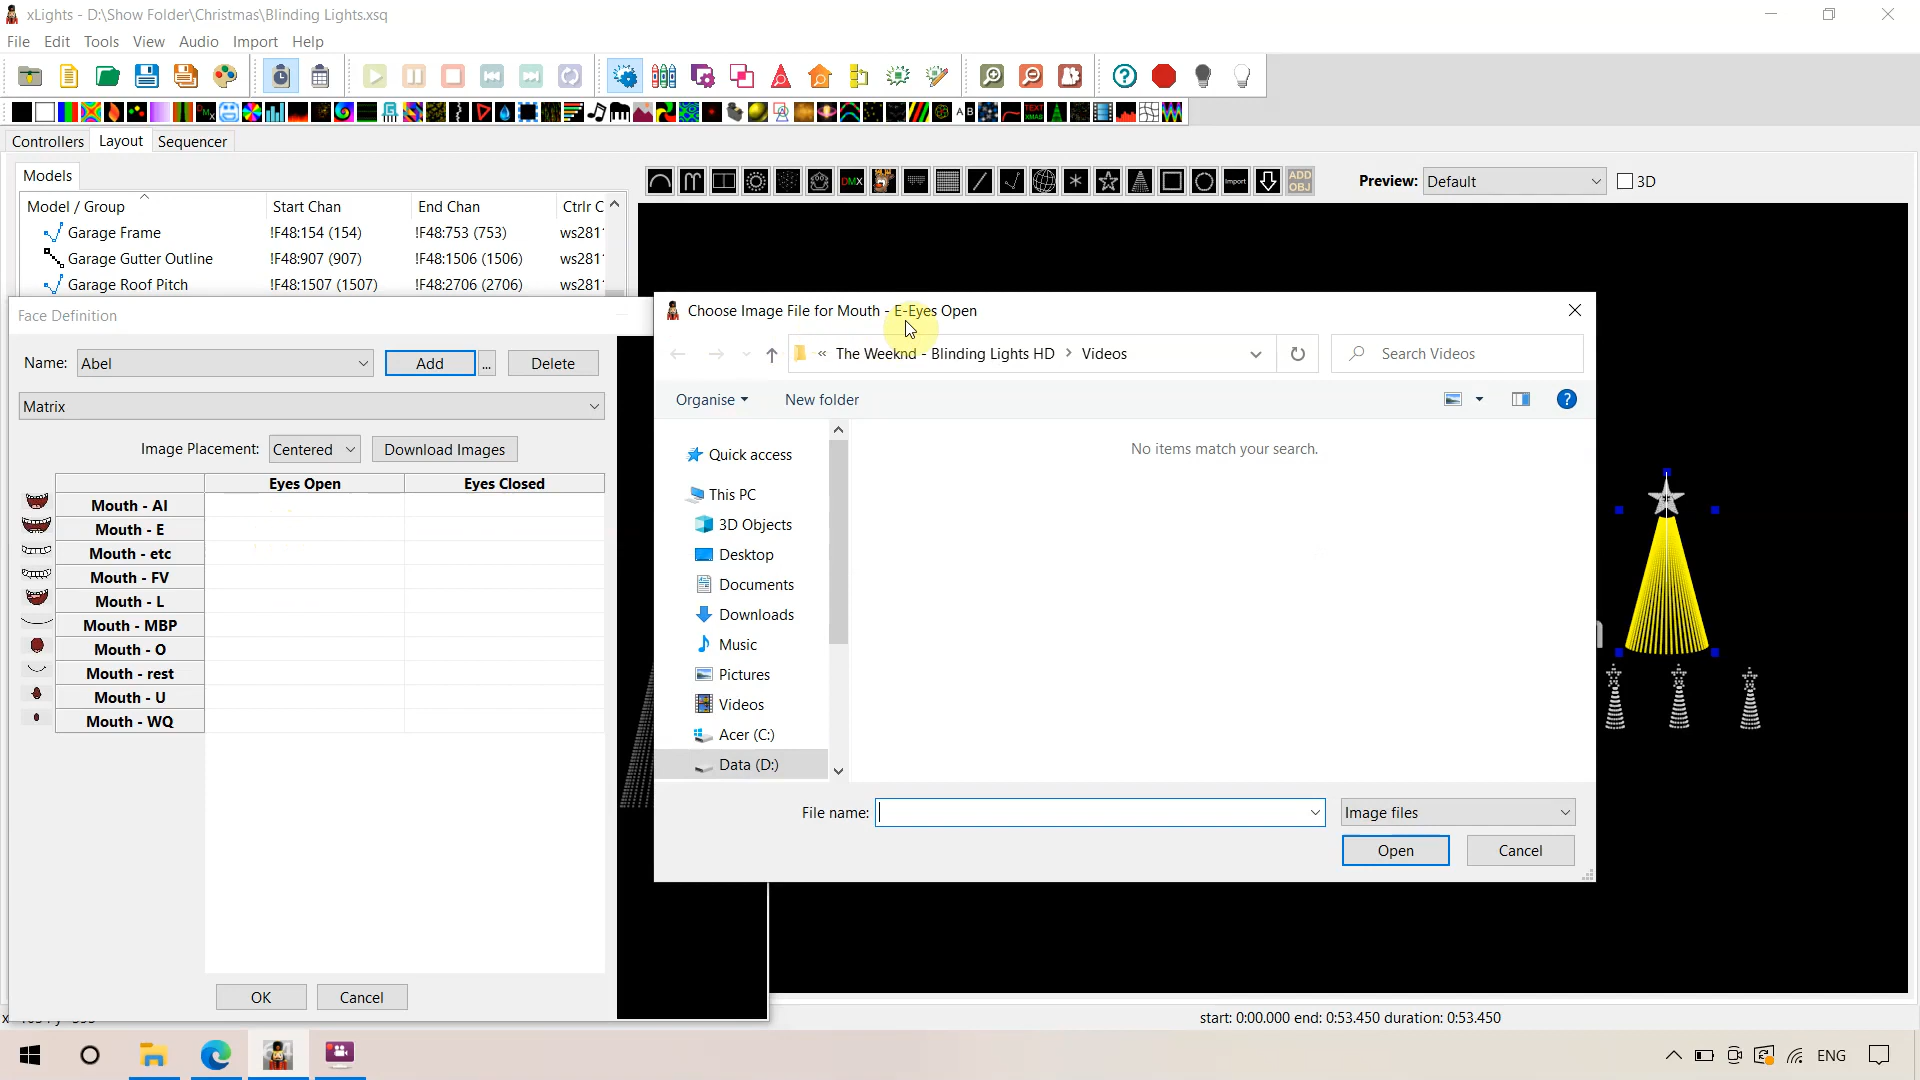 xLights - D:\Show Folder\Christmas\Blinding Lights.xsq
File Edit Tools View Audio Import Help
Controllers Layout Sequencer
Models
Preview: Default 3D
Model / Group Start Chan End Chan Ctrlr C
Garage Frame !F48:154 (154) !F48:753 (753) ws281
Garage Gutter Outline !F48:907 (907) !F48:1506 (1506) ws281
Garage Roof Pitch !F48:1507 (1507) !F48:2706 (2706) ws281
Face Definition
Name: Abel Add ... Delete
Matrix
Image Placement: Centered Download Images
Eyes Open Eyes Closed
Mouth - AI
Mouth - E
Mouth - etc
Mouth - FV
Mouth - L
Mouth - MBP
Mouth - O
Mouth - rest
Mouth - U
Mouth - WQ
OK Cancel
Choose Image File for Mouth - E-Eyes Open
« The Weeknd - Blinding Lights HD > Videos
Search Videos
Organise New folder
Quick access
This PC
3D Objects
Desktop
Documents
Downloads
Music
Pictures
Videos
Acer (C:)
Data (D:)
No items match your search.
File name: Image files
Open Cancel
start: 0:00.000 end: 0:53.450 duration: 0:53.450
ENG
DMX
Import
ADD
OBJ